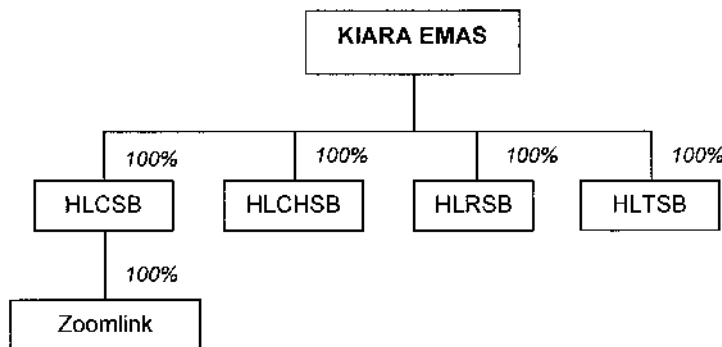 KIARA EMAS
100% 100% 100% 100%
HLCSB HLCHSB HLRSB HLTSB
100%
Zoomlink